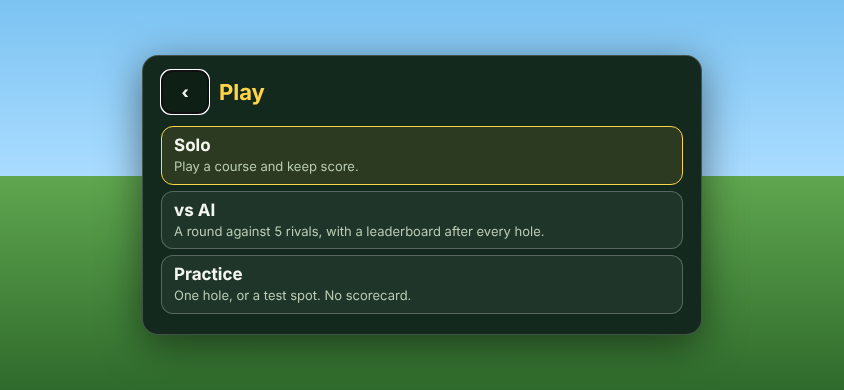 ‹ Play
Solo
Play a course and keep score.
vs AI
A round against 5 rivals, with a leaderboard after every hole.
Practice
One hole, or a test spot. No scorecard.